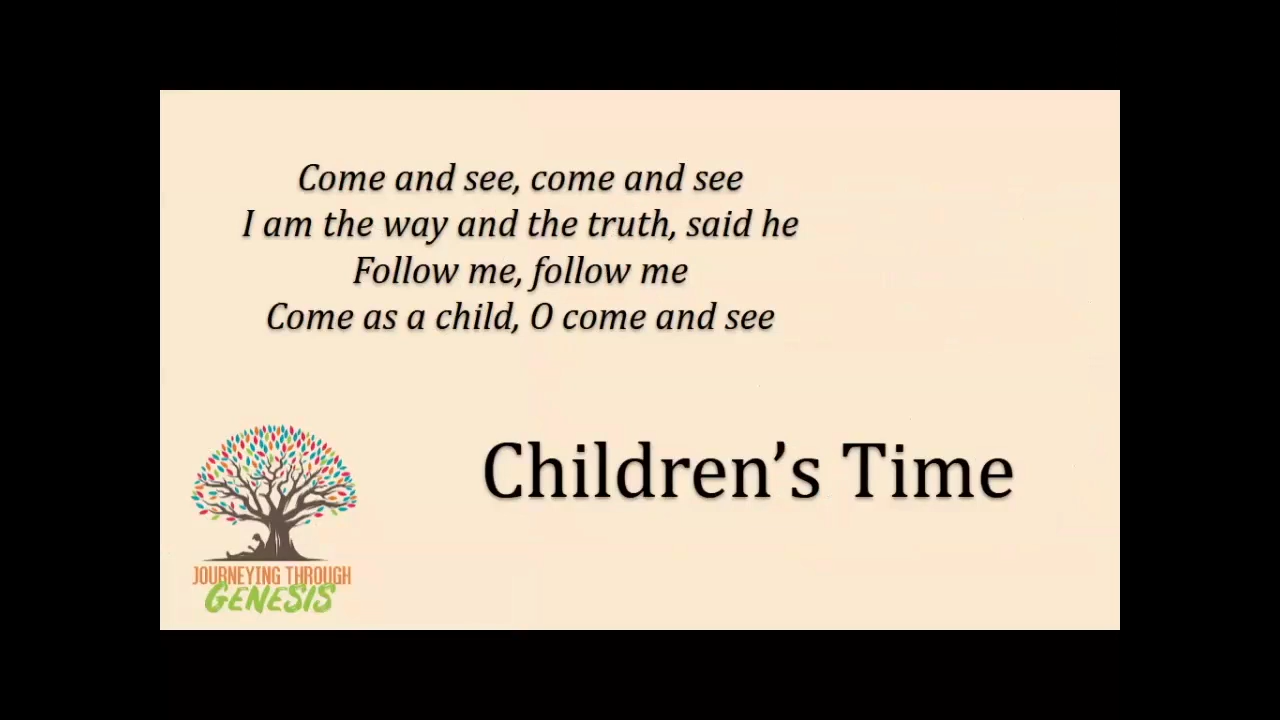 Come and see, come and see
I am the way and the truth, said he
Follow me, follow me
Come as a child, O come and see
Children’s Time
JOURNEYING THROUGH
GENESIS